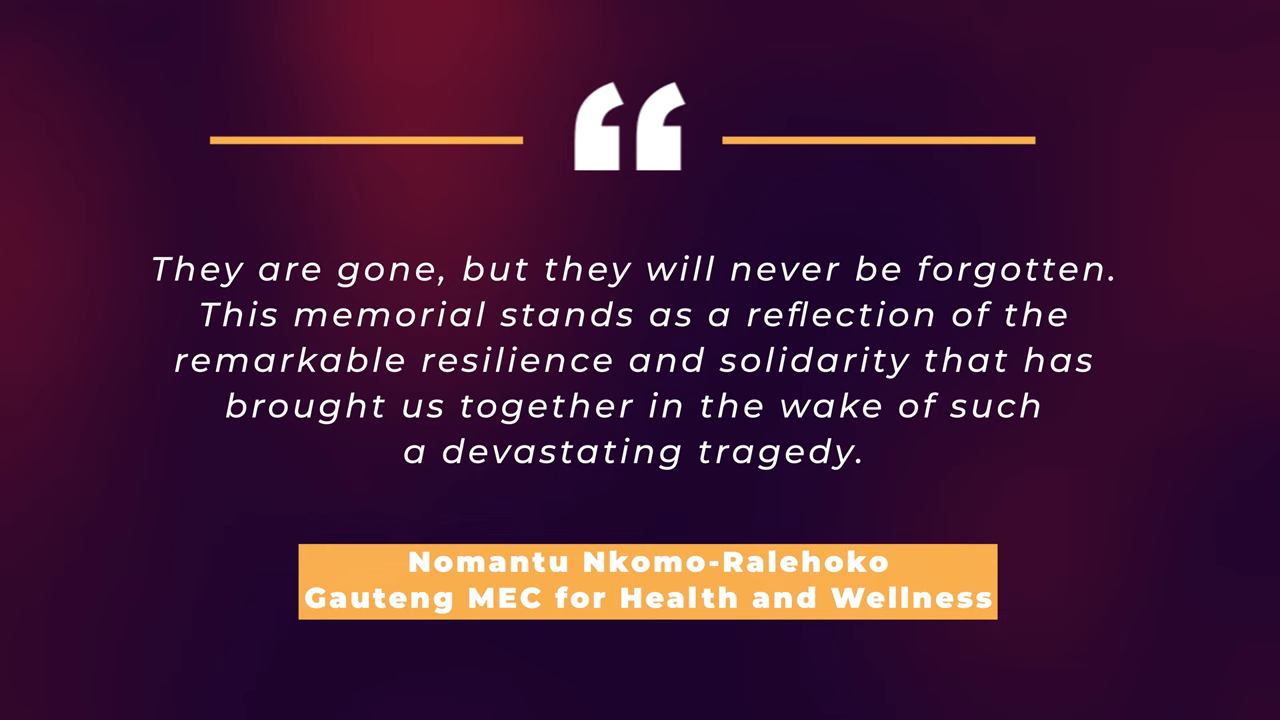 “
They are gone, but they will never be forgotten.
This memorial stands as a reflection of the
remarkable resilience and solidarity that has
brought us together in the wake of such
a devastating tragedy.
Nomantu Nkomo-Ralehoko
Gauteng MEC for Health and Wellness